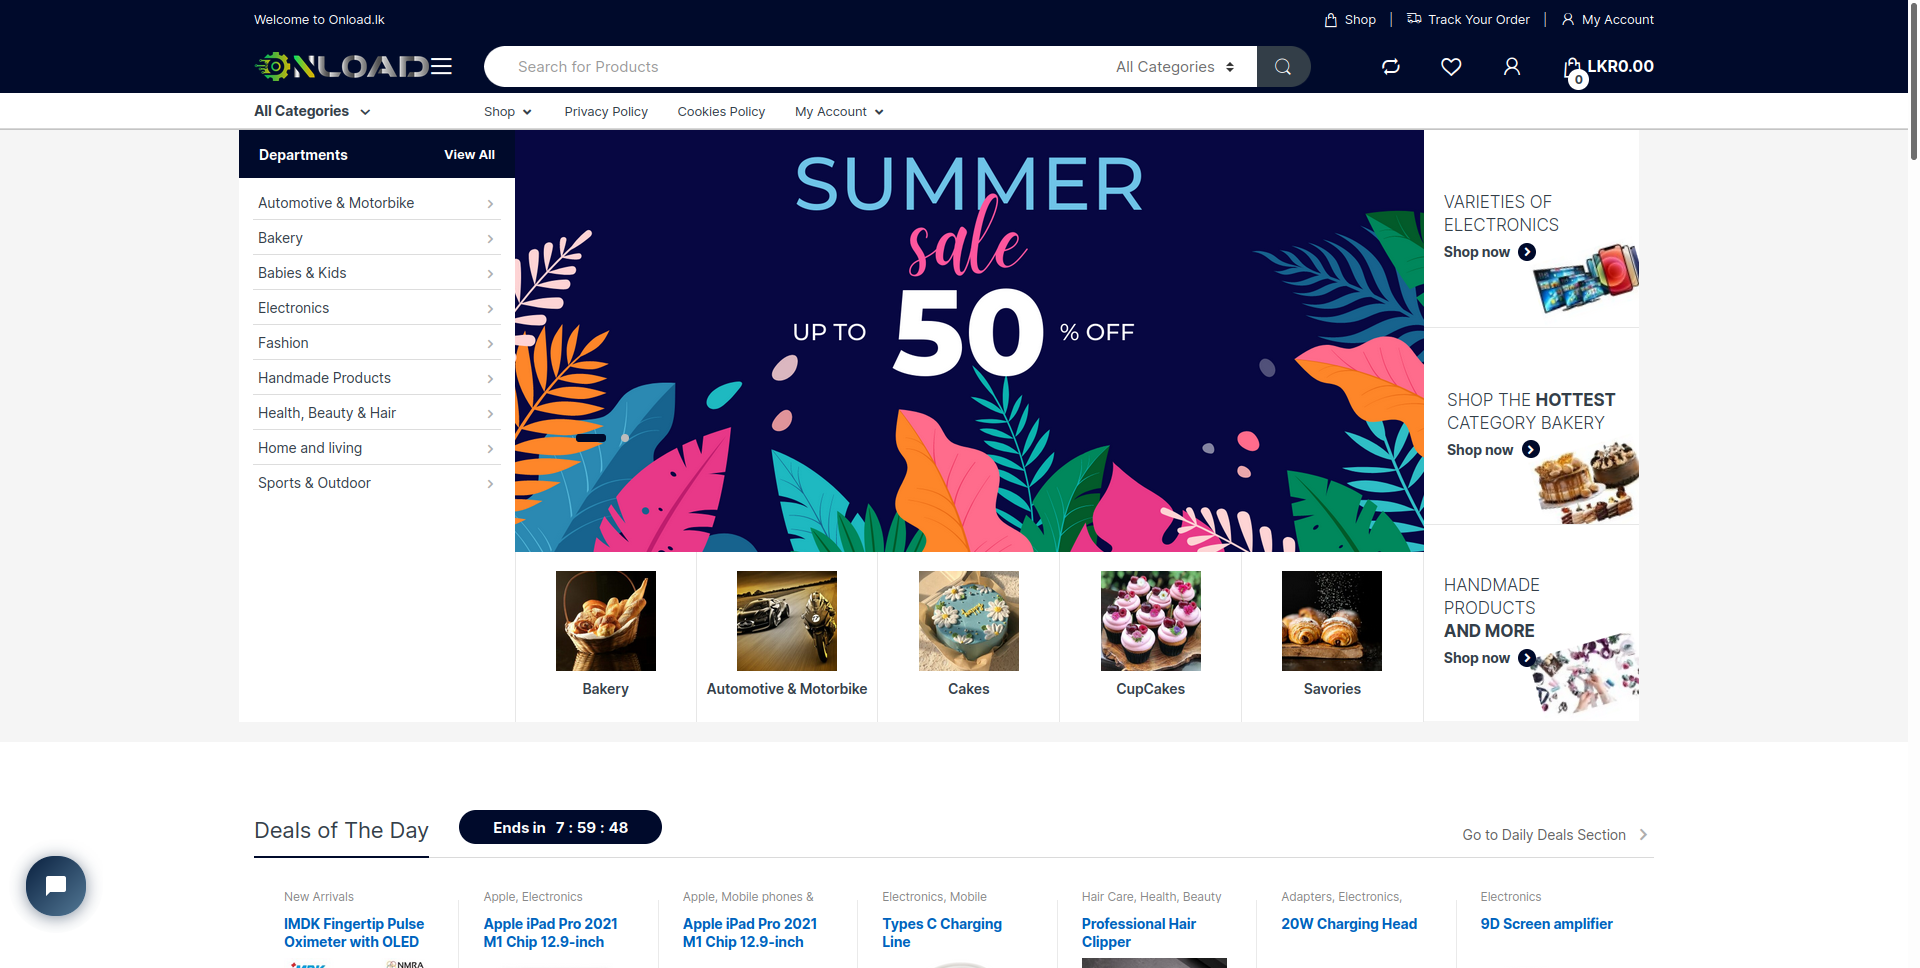 Welcome to Onload.lk
Shop
Track Your Order
My Account
ONLOAD
Search for Products
All Categories
0
LKR0.00
All Categories
Shop
Privacy Policy
Cookies Policy
My Account
Departments
View All
Automotive & Motorbike
Bakery
Babies & Kids
Electronics
Fashion
Handmade Products
Health, Beauty & Hair
Home and living
Sports & Outdoor
SUMMER
sale
UP TO 50 % OFF
VARIETIES OF
ELECTRONICS
Shop now
SHOP THE HOTTEST
CATEGORY BAKERY
Shop now
HANDMADE
PRODUCTS
AND MORE
Shop now
Bakery
Automotive & Motorbike
Cakes
CupCakes
Savories
Deals of The Day
Ends in 7 : 59 : 48
Go to Daily Deals Section
New Arrivals
IMDK Fingertip Pulse
Oximeter with OLED
NMRA
Apple, Electronics
Apple iPad Pro 2021
M1 Chip 12.9-inch
Apple, Mobile phones &
Apple iPad Pro 2021
M1 Chip 12.9-inch
Electronics, Mobile
Types C Charging
Line
Hair Care, Health, Beauty
Professional Hair
Clipper
Adapters, Electronics,
20W Charging Head
Electronics
9D Screen amplifier